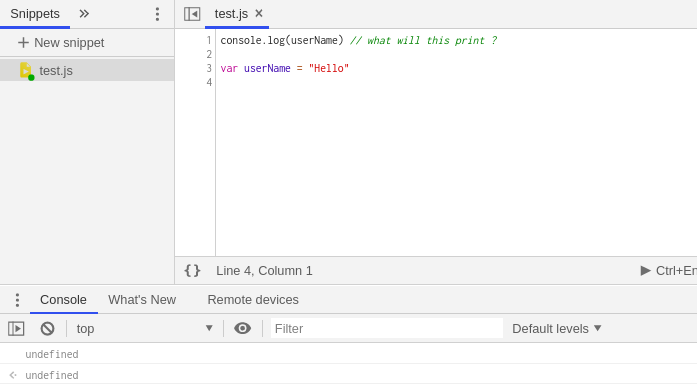 Snippets
test.js ×
+ New snippet
test.js
1 console.log(userName) // what will this print ?
2
3 var userName = "Hello"
4
{} Line 4, Column 1
Ctrl+En
Console What's New Remote devices
top Filter Default levels
undefined
undefined